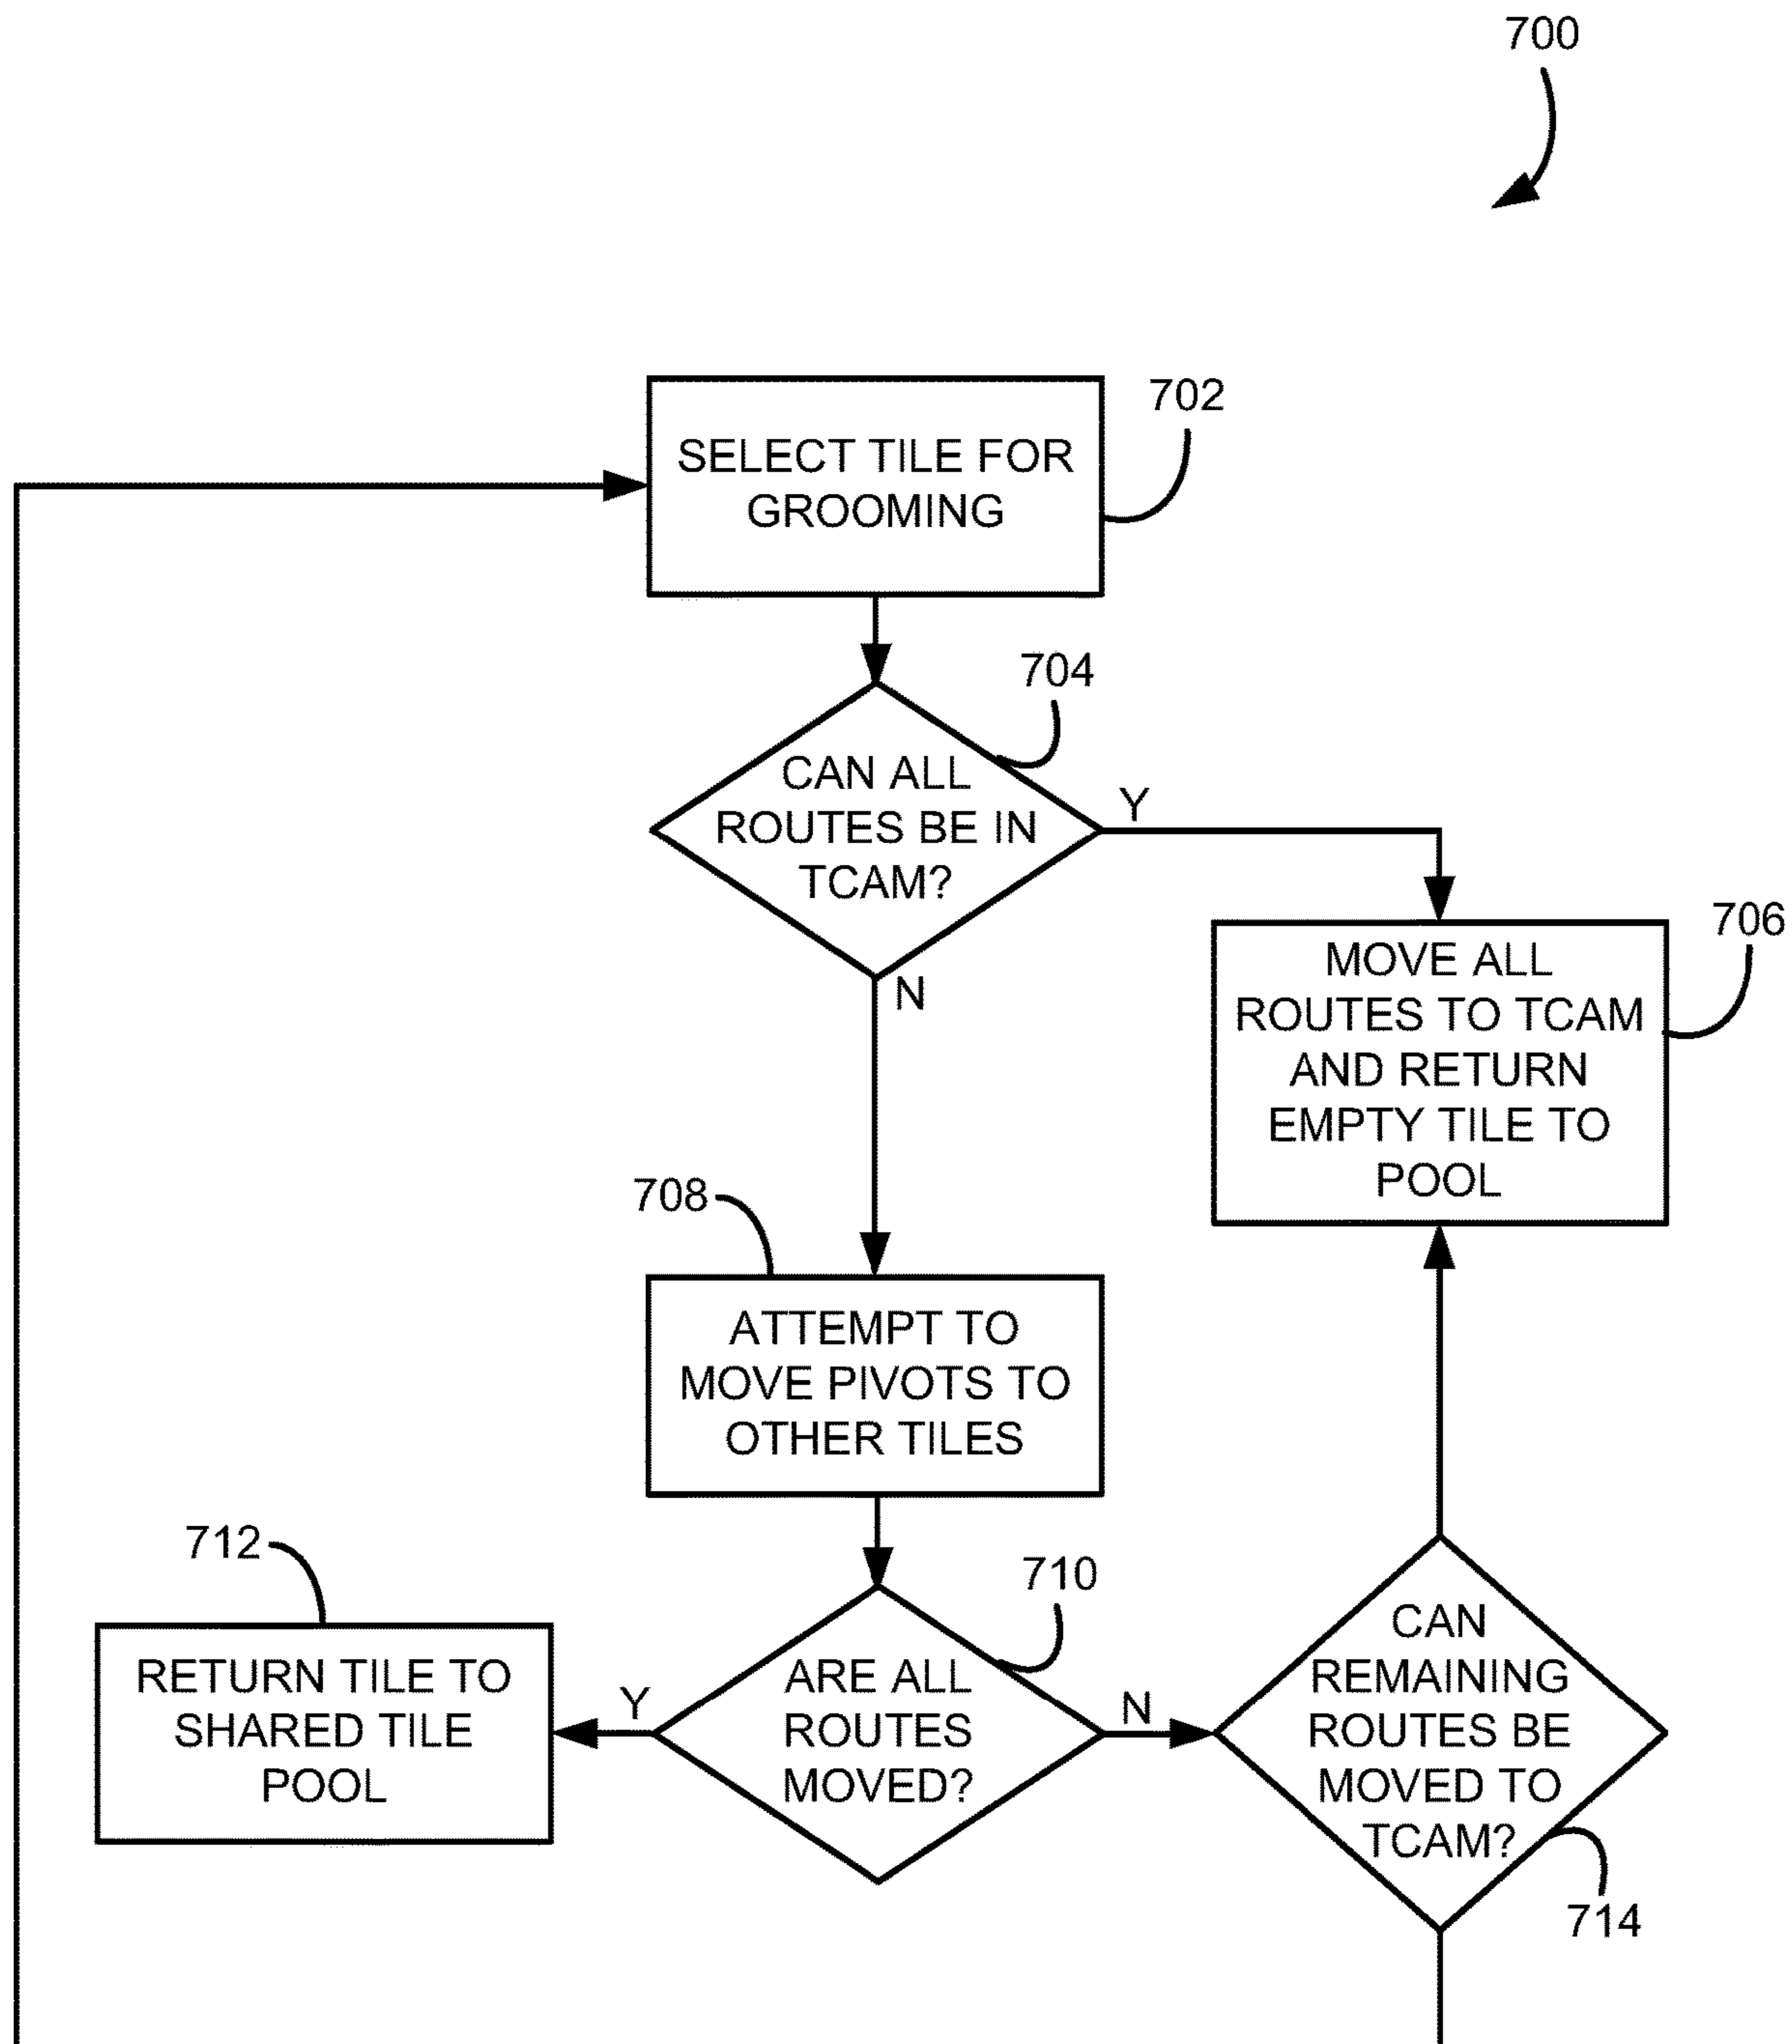 700
702
SELECT TILE FOR
GROOMING
704
CAN ALL
ROUTES BE IN
TCAM?
Y
N
706
MOVE ALL
ROUTES TO TCAM
AND RETURN
EMPTY TILE TO
POOL
708
ATTEMPT TO
MOVE PIVOTS TO
OTHER TILES
712
RETURN TILE TO
SHARED TILE
POOL
710
Y
ARE ALL
ROUTES
MOVED?
N
CAN
REMAINING
ROUTES BE
MOVED TO
TCAM?
714